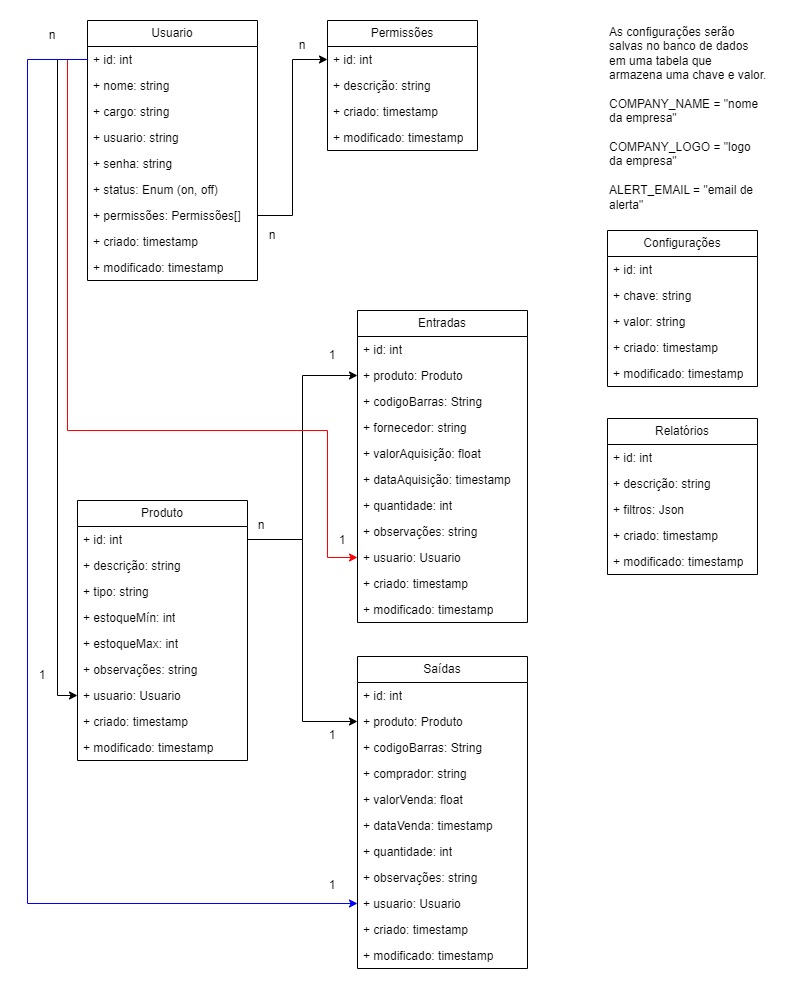 n
Usuario
+ id: int
+ nome: string
+ cargo: string
+ usuario: string
+ senha: string
+ status: Enum (on, off)
+ permissões: Permissões[]
+ criado: timestamp
+ modificado: timestamp
n
n
Permissões
+ id: int
+ descrição: string
+ criado: timestamp
+ modificado: timestamp
As configurações serão
salvas no banco de dados
em uma tabela que
armazena uma chave e valor.
COMPANY_NAME = "nome
da empresa"
COMPANY_LOGO = "logo
da empresa"
ALERT_EMAIL = "email de
alerta"
Configurações
+ id: int
+ chave: string
+ valor: string
+ criado: timestamp
+ modificado: timestamp
1
Entradas
+ id: int
+ produto: Produto
+ codigoBarras: String
+ fornecedor: string
+ valorAquisição: float
+ dataAquisição: timestamp
+ quantidade: int
+ observações: string
+ usuario: Usuario
+ criado: timestamp
+ modificado: timestamp
1
Relatórios
+ id: int
+ descrição: string
+ filtros: Json
+ criado: timestamp
+ modificado: timestamp
Produto
+ id: int
+ descrição: string
+ tipo: string
+ estoqueMín: int
+ estoqueMax: int
+ observações: string
+ usuario: Usuario
+ criado: timestamp
+ modificado: timestamp
n
1
Saídas
+ id: int
+ produto: Produto
+ codigoBarras: String
+ comprador: string
+ valorVenda: float
+ dataVenda: timestamp
+ quantidade: int
+ observações: string
+ usuario: Usuario
+ criado: timestamp
+ modificado: timestamp
1
1